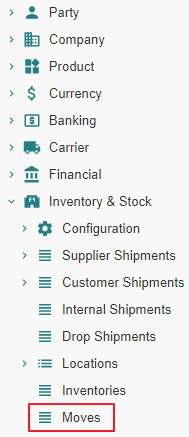 Party
Company
Product
Currency
Banking
Carrier
Financial
Inventory & Stock
Configuration
Supplier Shipments
Customer Shipments
Internal Shipments
Drop Shipments
Locations
Inventories
Moves